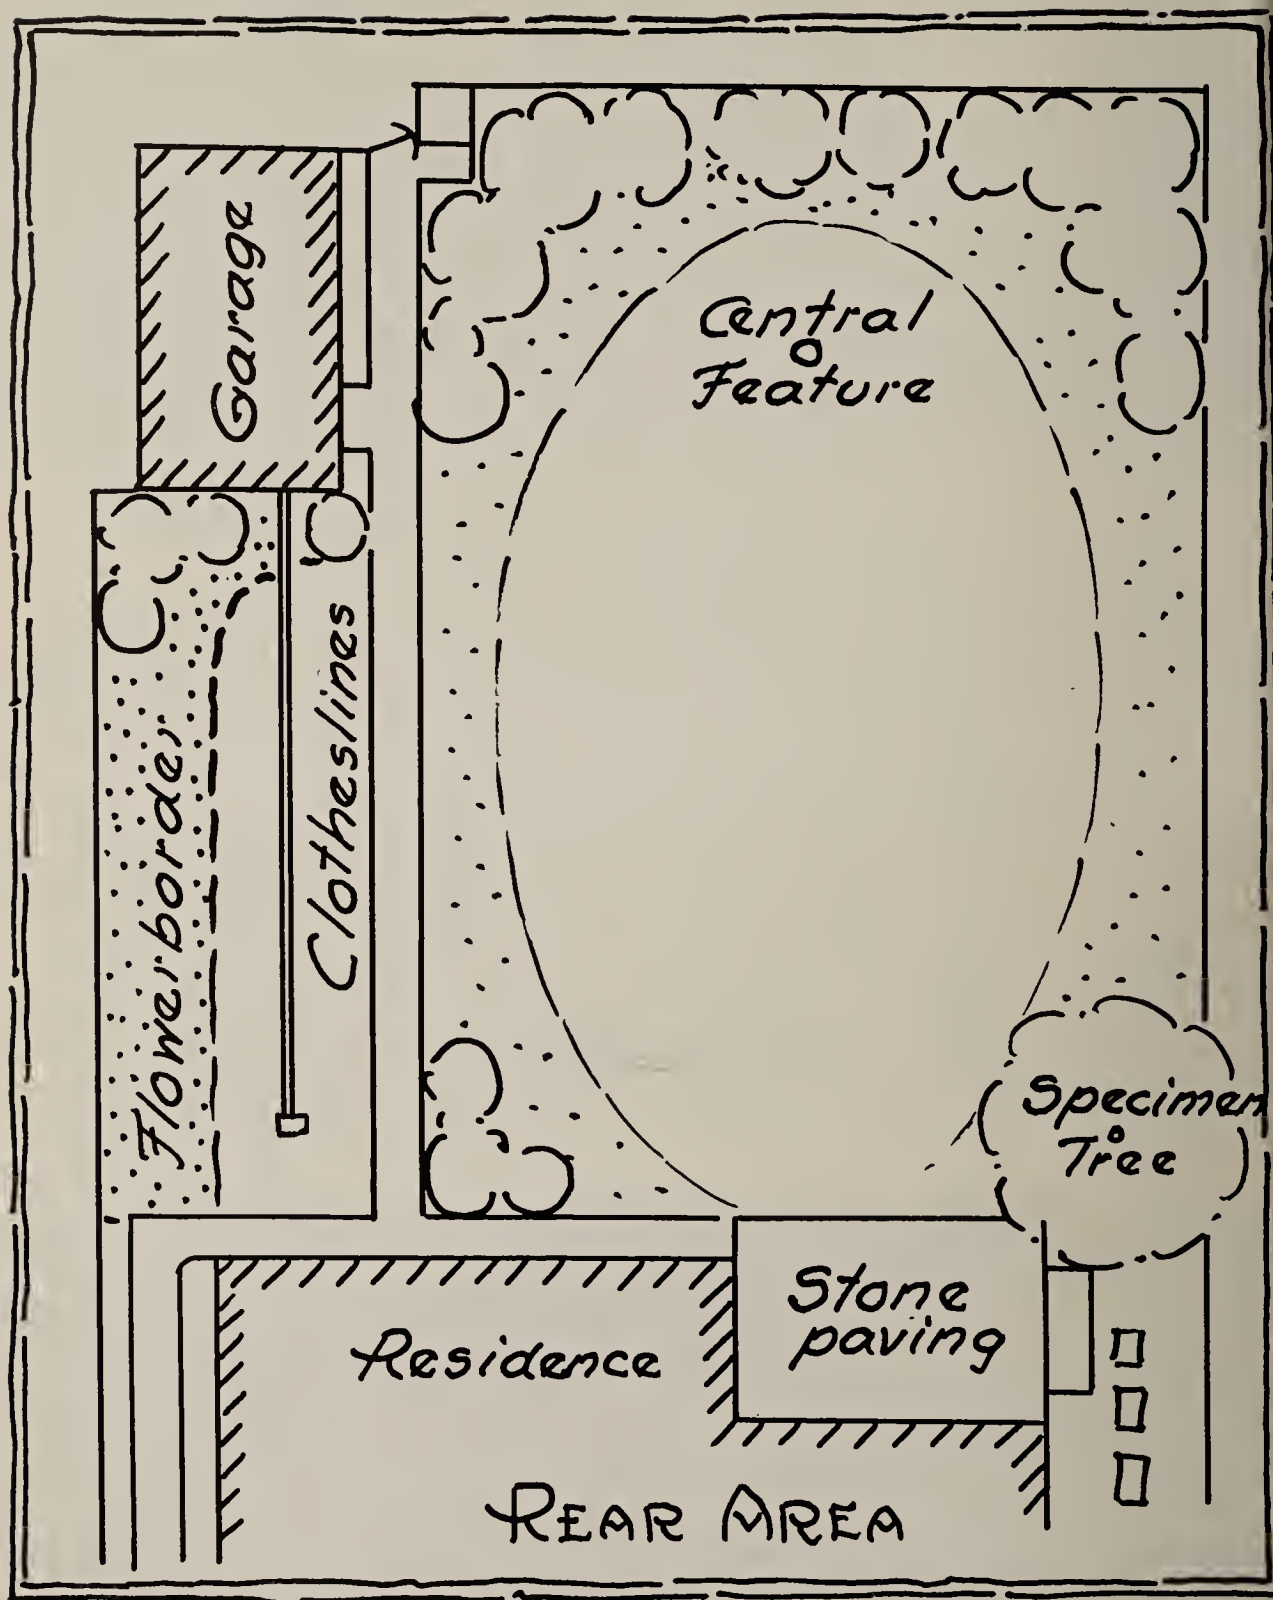 Garage
Central
Feature
Clotheslines
Flowerborder
Specimen
Tree
Stone
paving
Residence
REAR AREA